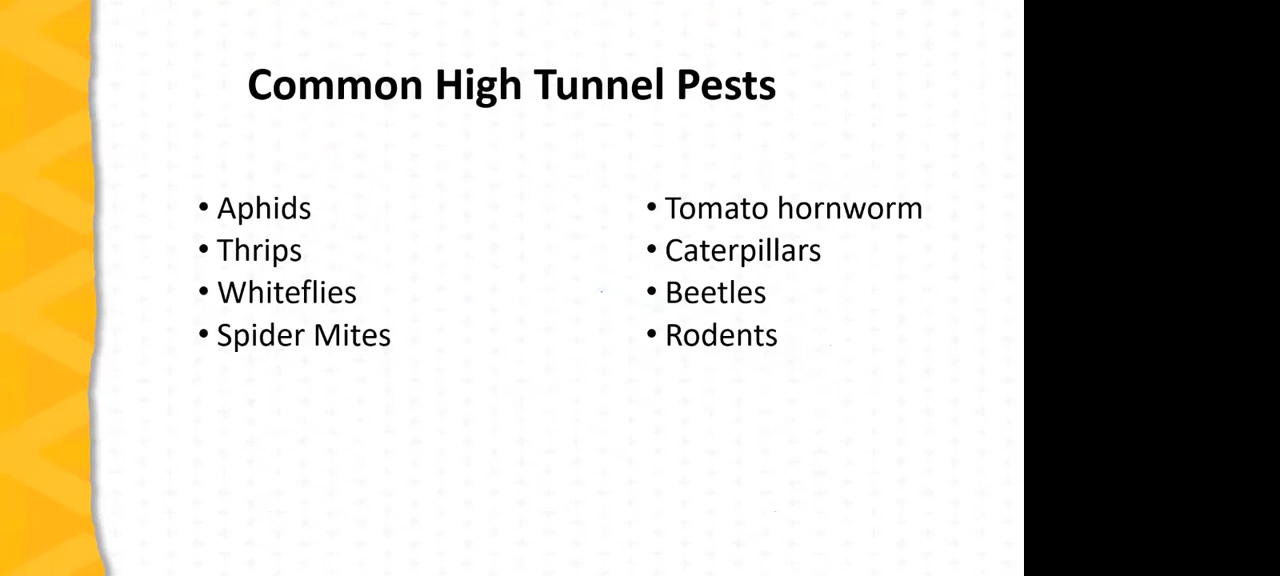 Common High Tunnel Pests
• Aphids
• Thrips
• Whiteflies
• Spider Mites
• Tomato hornworm
• Caterpillars
• Beetles
• Rodents